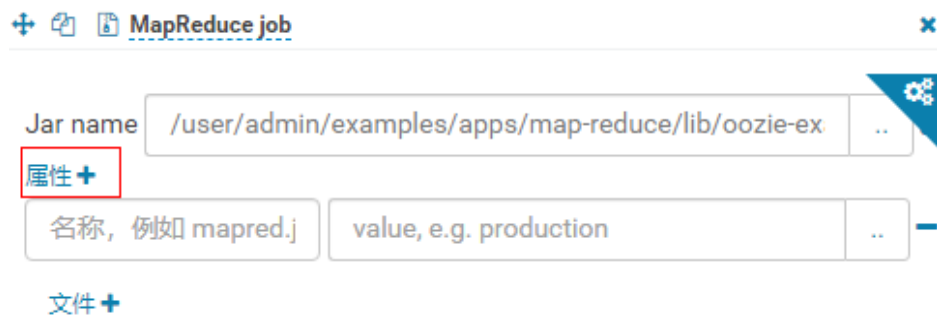 MapReduce job
Jar name /user/admin/examples/apps/map-reduce/lib/oozie-ex ..
属性
名称，例如 mapred.j value, e.g. production ..
文件